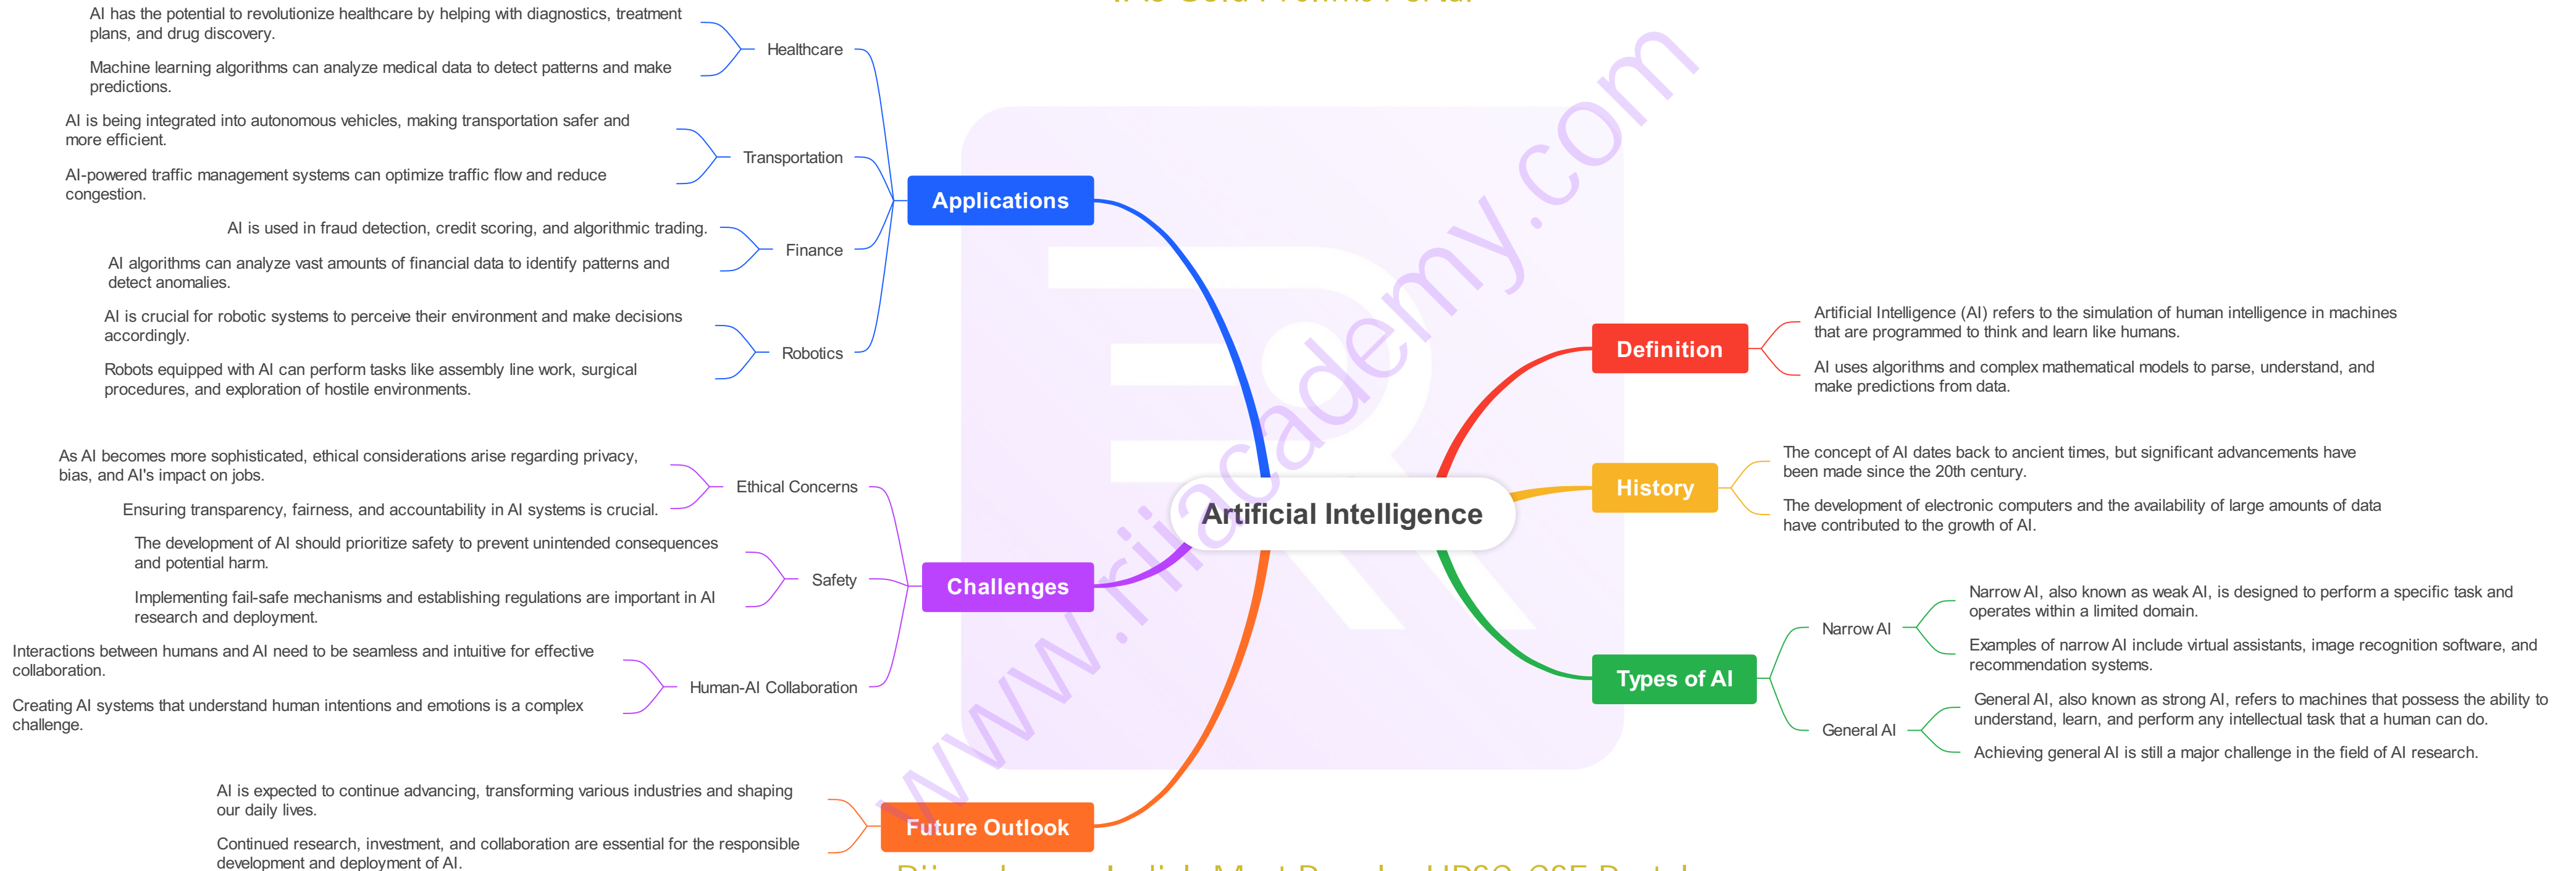 AI has the potential to revolutionize healthcare by helping with diagnostics, treatment
plans, and drug discovery.
Machine learning algorithms can analyze medical data to detect patterns and make
predictions.
Healthcare
AI is being integrated into autonomous vehicles, making transportation safer and
more efficient.
AI-powered traffic management systems can optimize traffic flow and reduce
congestion.
Transportation
AI is used in fraud detection, credit scoring, and algorithmic trading.
AI algorithms can analyze vast amounts of financial data to identify patterns and
detect anomalies.
Finance
AI is crucial for robotic systems to perceive their environment and make decisions
accordingly.
Robots equipped with AI can perform tasks like assembly line work, surgical
procedures, and exploration of hostile environments.
Robotics
Applications
As AI becomes more sophisticated, ethical considerations arise regarding privacy,
bias, and AI's impact on jobs.
Ensuring transparency, fairness, and accountability in AI systems is crucial.
Ethical Concerns
The development of AI should prioritize safety to prevent unintended consequences
and potential harm.
Implementing fail-safe mechanisms and establishing regulations are important in AI
research and deployment.
Safety
Interactions between humans and AI need to be seamless and intuitive for effective
collaboration.
Creating AI systems that understand human intentions and emotions is a complex
challenge.
Human-AI Collaboration
Challenges
AI is expected to continue advancing, transforming various industries and shaping
our daily lives.
Continued research, investment, and collaboration are essential for the responsible
development and deployment of AI.
Future Outlook
Artificial Intelligence
www.rijacademy.com
Definition
Artificial Intelligence (AI) refers to the simulation of human intelligence in machines
that are programmed to think and learn like humans.
AI uses algorithms and complex mathematical models to parse, understand, and
make predictions from data.
History
The concept of AI dates back to ancient times, but significant advancements have
been made since the 20th century.
The development of electronic computers and the availability of large amounts of data
have contributed to the growth of AI.
Types of AI
Narrow AI
Narrow AI, also known as weak AI, is designed to perform a specific task and
operates within a limited domain.
Examples of narrow AI include virtual assistants, image recognition software, and
recommendation systems.
General AI
General AI, also known as strong AI, refers to machines that possess the ability to
understand, learn, and perform any intellectual task that a human can do.
Achieving general AI is still a major challenge in the field of AI research.